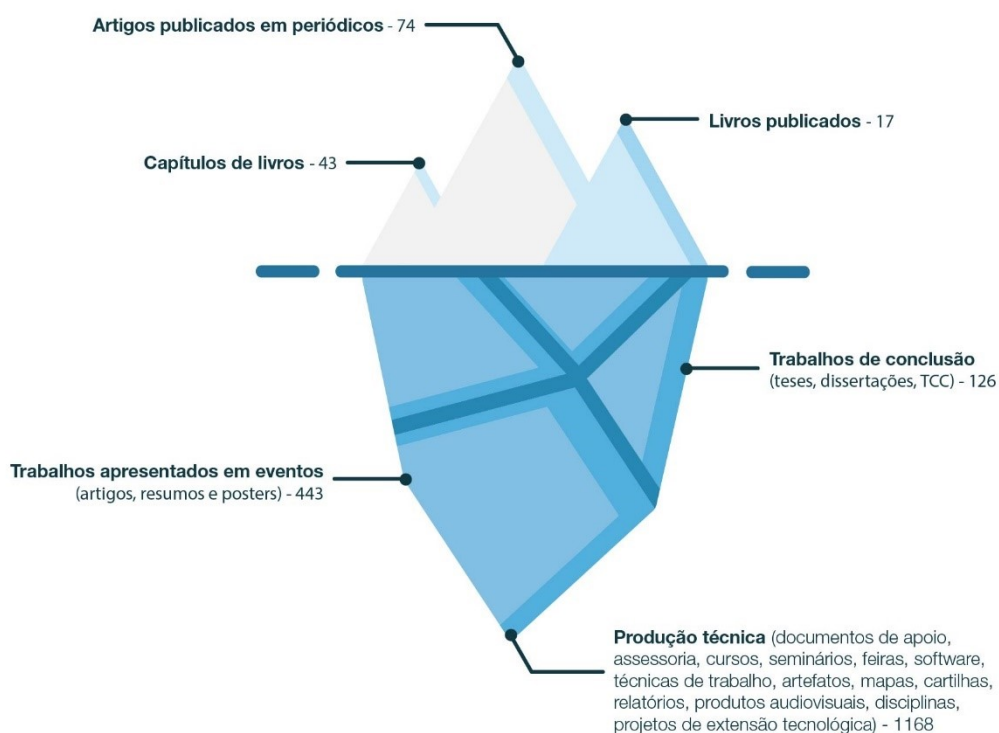 Artigos publicados em periódicos - 74
Livros publicados - 17
Capítulos de livros - 43
Trabalhos de conclusão
(teses, dissertações, TCC) - 126
Trabalhos apresentados em eventos
(artigos, resumos e posters) - 443
Produção técnica (documentos de apoio,
assessoria, cursos, seminários, feiras, software,
técnicas de trabalho, artefatos, mapas, cartilhas,
relatórios, produtos audiovisuais, disciplinas,
projetos de extensão tecnológica) - 1168